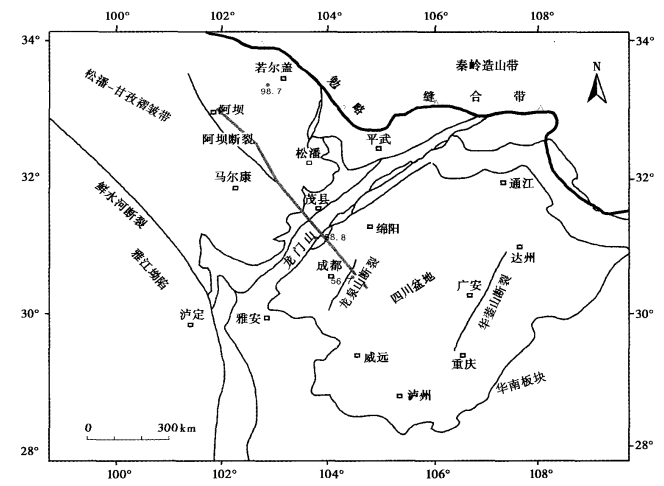 100° 102° 104° 106° 108°
34° 34°
若尔盖
98.7
勉 略
缝 合 带
秦岭造山带
N
松潘-甘孜褶皱带
阿坝
阿坝断裂
松潘
平武
32° 32°
马尔康
茂县
通江
鲜水河断裂
绵阳
龙门山
98.8
雅江坳陷
成都
56.
龙泉山断裂
四川盆地
达州
广安
华蓥山断裂
30° 30°
泸定
雅安
威远
重庆
华南板块
泸州
0 300 km
28° 28°
100° 102° 104° 106° 108°